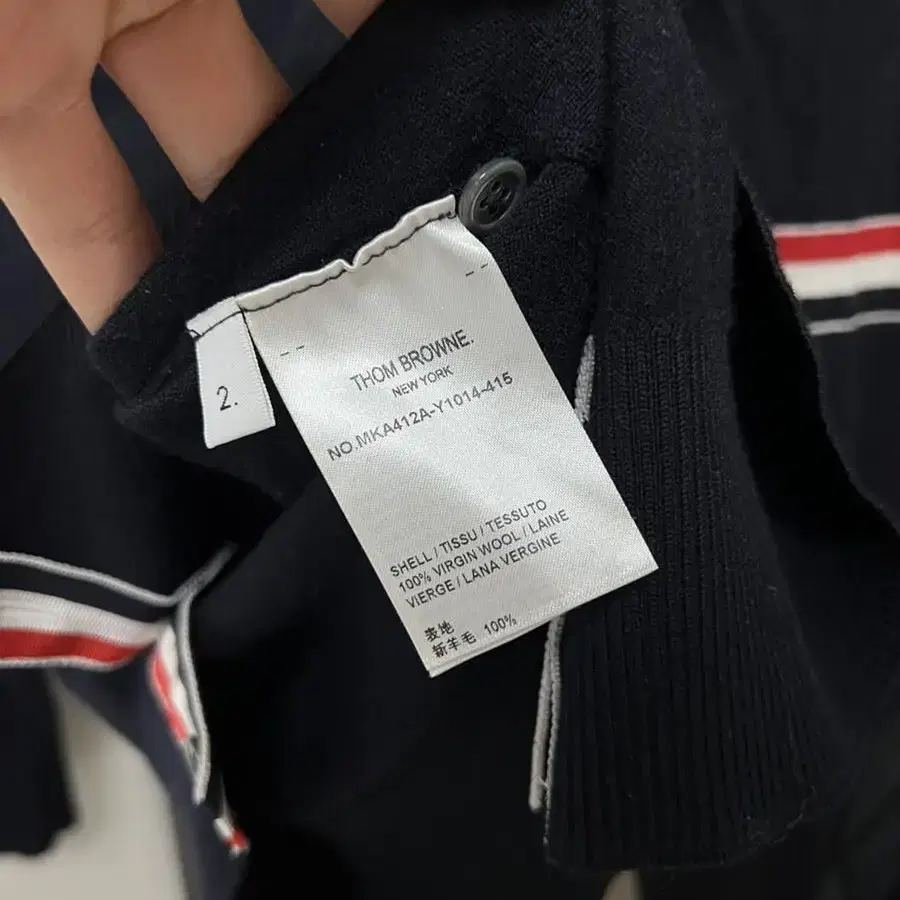 2.
THOM BROWNE.
NEW YORK
NO.MKA412A-Y1014-415
SHELL / TISSU / TESSUTO
100% VIRGIN WOOL / LAINE
VIERGE / LANA VERGINE
表地
新羊毛 100%